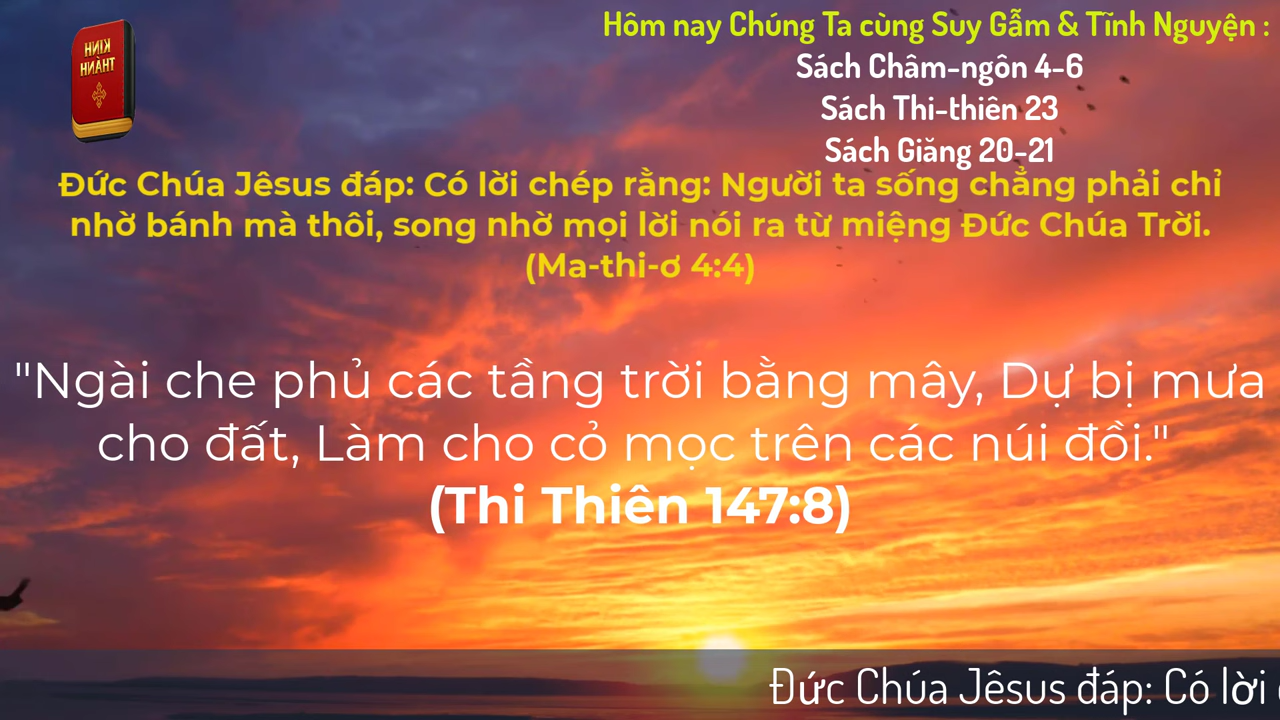 KINH
THÁNH
Hôm nay Chúng Ta cùng Suy Gẫm & Tĩnh Nguyện :
Sách Châm-ngôn 4-6
Sách Thi-thiên 23
Sách Giăng 20-21
Đức Chúa Jêsus đáp: Có lời chép rằng: Người ta sống chẳng phải chỉ
nhờ bánh mà thôi, song nhờ mọi lời nói ra từ miệng Đức Chúa Trời.
(Ma-thi-ơ 4:4)
"Ngài che phủ các tầng trời bằng mây, Dự bị mưa
cho đất, Làm cho cỏ mọc trên các núi đồi."
(Thi Thiên 147:8)
Đức Chúa Jêsus đáp: Có lời